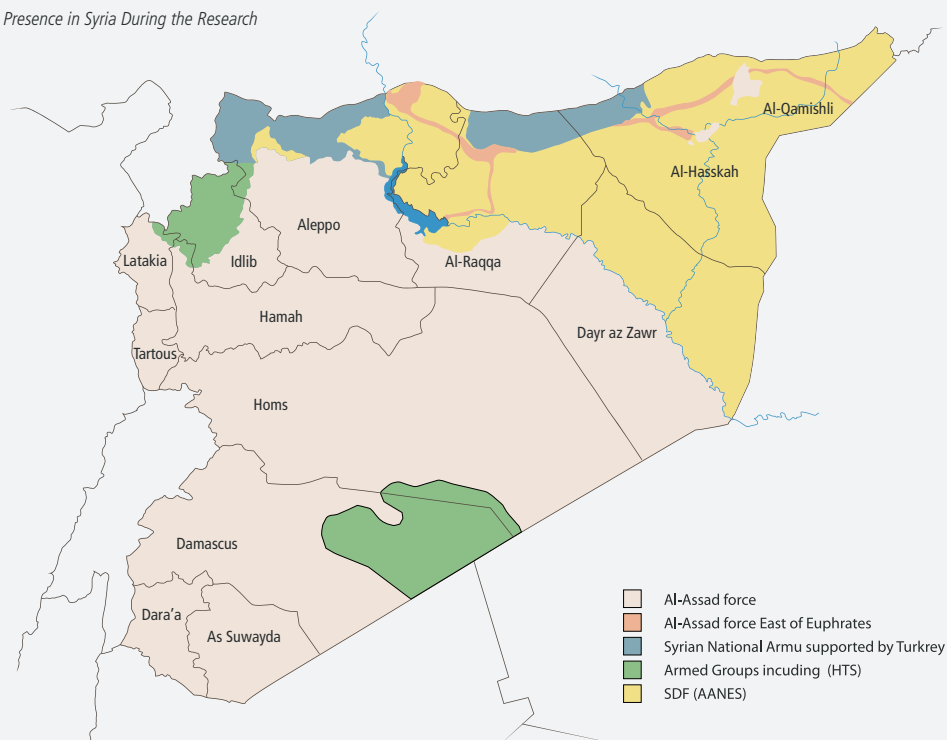 Presence in Syria During the Research
Al-Qamishli
Al-Hasskah
Aleppo
Latakia
Idlib
Al-Raqqa
Hamah
Dayr az Zawr
Tartous
Homs
Damascus
Dara'a
As Suwayda
Al-Assad force
Al-Assad force East of Euphrates
Syrian National Armu supported by Turkrey
Armed Groups incuding (HTS)
SDF (AANES)